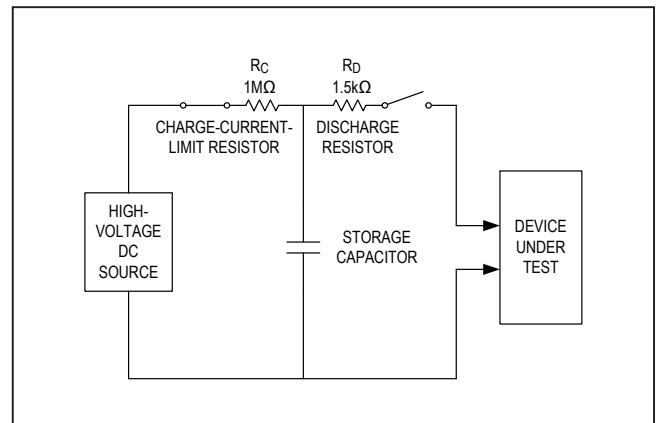 RC
1MΩ
CHARGE-CURRENT-
LIMIT RESISTOR
RD
1.5kΩ
DISCHARGE
RESISTOR
HIGH-
VOLTAGE
DC
SOURCE
STORAGE
CAPACITOR
DEVICE
UNDER
TEST